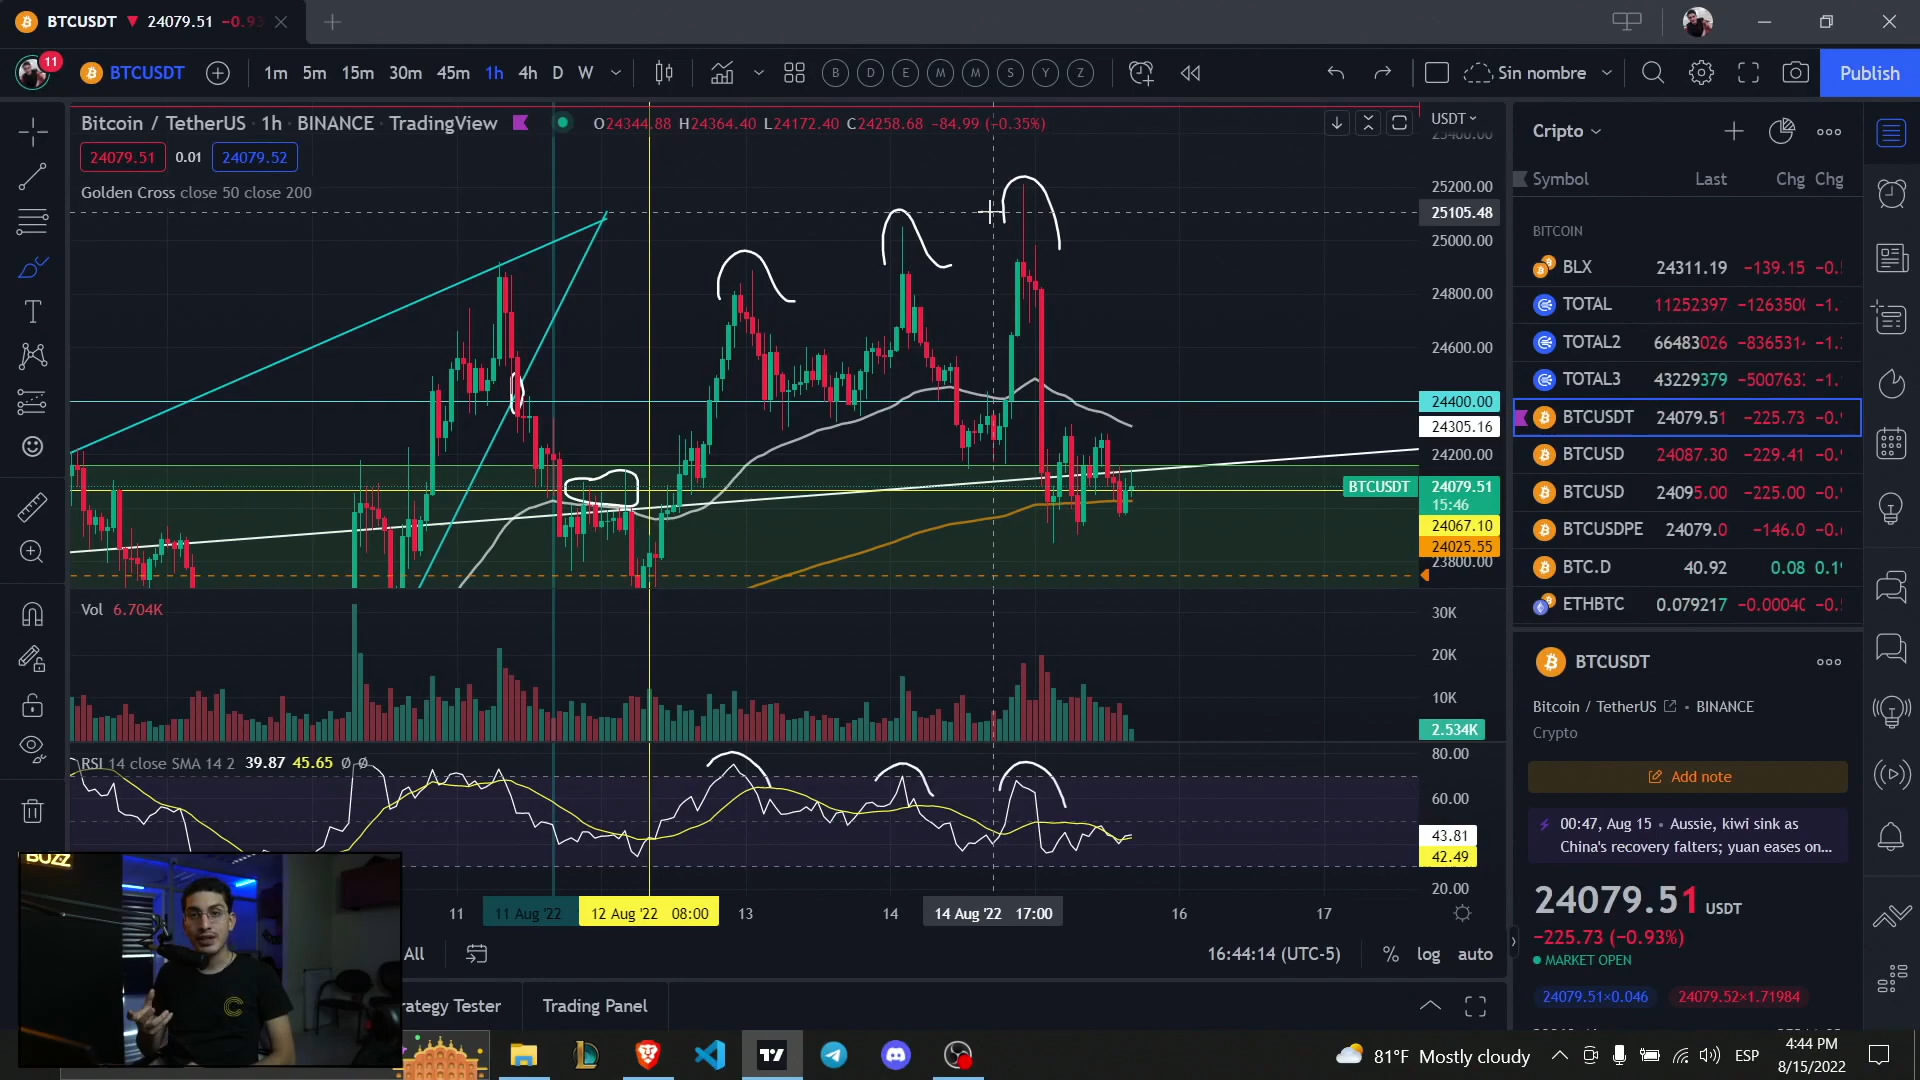 BTCUSDT ▼ 24079.51 -0.93
11 BTCUSDT 1m 5m 15m 30m 45m 1h 4h D W B D E M M S Y Z Sin nombre Publish
Bitcoin / TetherUS · 1h · BINANCE · TradingView O24344.88 H24364.40 L24172.40 C24258.68 −84.99 (−0.35%)
24079.51 0.01 24079.52
Golden Cross close 50 close 200
USDT
25200.00
25105.48
25000.00
24800.00
24600.00
24400.00
24305.16
24200.00
BTCUSDT 24079.51
15:46
24067.10
24025.55
23800.00
Vol 6.704K
30K
20K
10K
2.534K
RSI 14 close SMA 14 2 39.87 45.65 Ø Ø
80.00
60.00
43.81
42.49
20.00
11 11 Aug '22 12 Aug '22 08:00 13 14 14 Aug '22 17:00 16 17
All 16:44:14 (UTC-5) % log auto
rategy Tester Trading Panel
BUZZ
Cripto
Symbol Last Chg Chg
BITCOIN
BLX 24311.19 −139.15 −0.
TOTAL 11252397 −1263500 −1.
TOTAL2 66483026 −836531 −1.
TOTAL3 43229379 −500763 −1.
BTCUSDT 24079.51 −225.73 −0.9
BTCUSD 24087.30 −229.41 −0.9
BTCUSD 24095.00 −225.00 −0.9
BTCUSDPE 24079.0 −146.0 −0.6
BTC.D 40.92 0.08 0.19
ETHBTC 0.079217 −0.0004 −0.5
BTCUSDT
Bitcoin / TetherUS • BINANCE
Crypto
Add note
00:47, Aug 15 • Aussie, kiwi sink as
China's recovery falters; yuan eases on...
24079.51 USDT
−225.73 (−0.93%)
MARKET OPEN
24079.51×0.046 24079.52×1.71984
81°F Mostly cloudy ESP 4:44 PM
8/15/2022